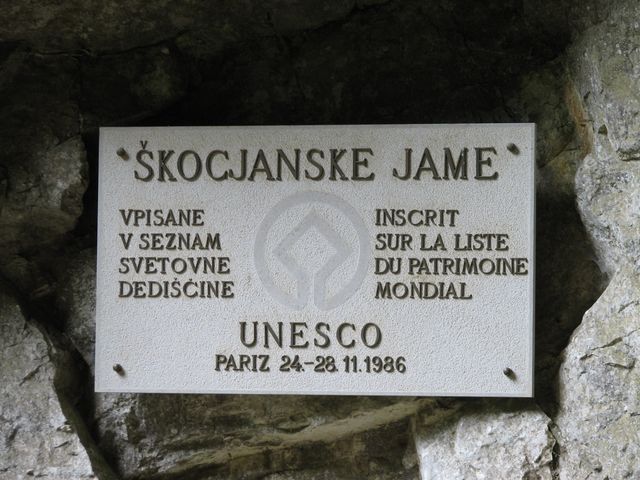 ŠKOCJANSKE JAME
VPISANE
V SEZNAM
SVETOVNE
DEDIŠČINE
INSCRIT
SUR LA LISTE
DU PATRIMOINE
MONDIAL
UNESCO
PARIZ 24.-28.11.1986